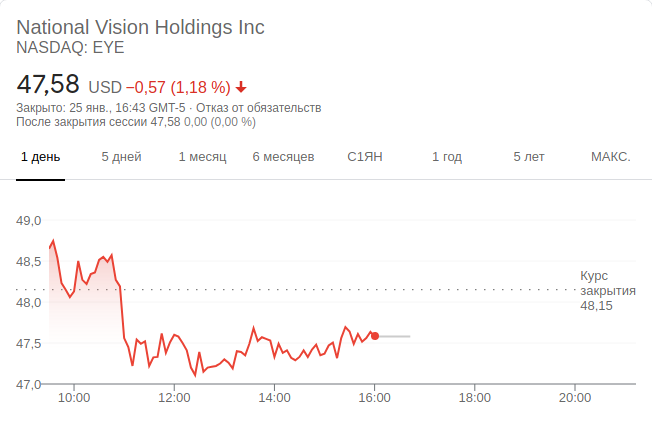 National Vision Holdings Inc
NASDAQ: EYE
47,58 USD −0,57 (1,18 %)
Закрыто: 25 янв., 16:43 GMT-5 · Отказ от обязательств
После закрытия сессии 47,58 0,00 (0,00 %)
1 день 5 дней 1 месяц 6 месяцев С1ЯН 1 год 5 лет МАКС.
49,0
48,5
Курс
закрытия
48,15
48,0
47,5
47,0
10:00 12:00 14:00 16:00 18:00 20:00